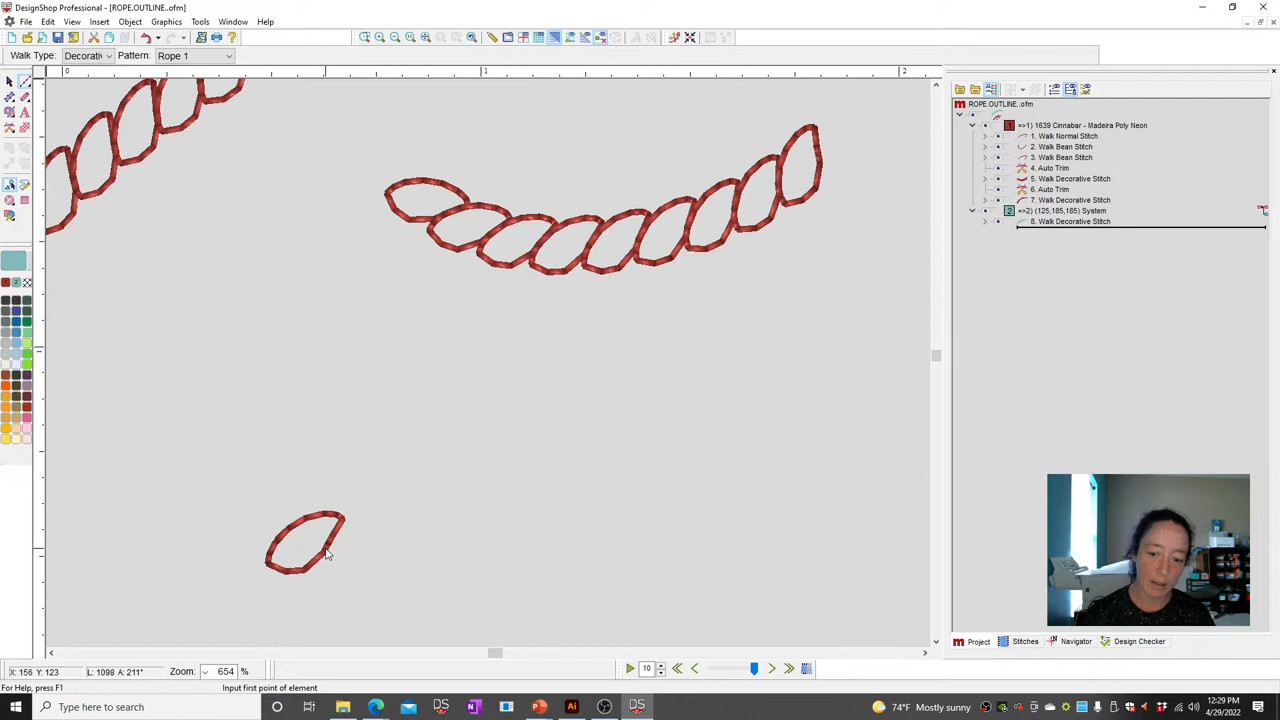 DesignShop Professional - [ROPE.OUTLINE..ofm]
File Edit View Insert Object Graphics Tools Window Help
Walk Type: Decorati Pattern: Rope 1
0 1 2
ROPE.OUTLINE..ofm
1 =>1) 1639 Cinnabar - Madeira Poly Neon
1. Walk Normal Stitch
2. Walk Bean Stitch
3. Walk Bean Stitch
4. Auto Trim
5. Walk Decorative Stitch
6. Auto Trim
7. Walk Decorative Stitch
2 =>2) (125,185,185) System
8. Walk Decorative Stitch
Project Stitches Navigator Design Checker
X: 156 Y: 123 L: 1098 A: 211° Zoom: 654 % 10
For Help, press F1 Input first point of element
Type here to search
74°F Mostly sunny
12:29 PM
4/29/2022